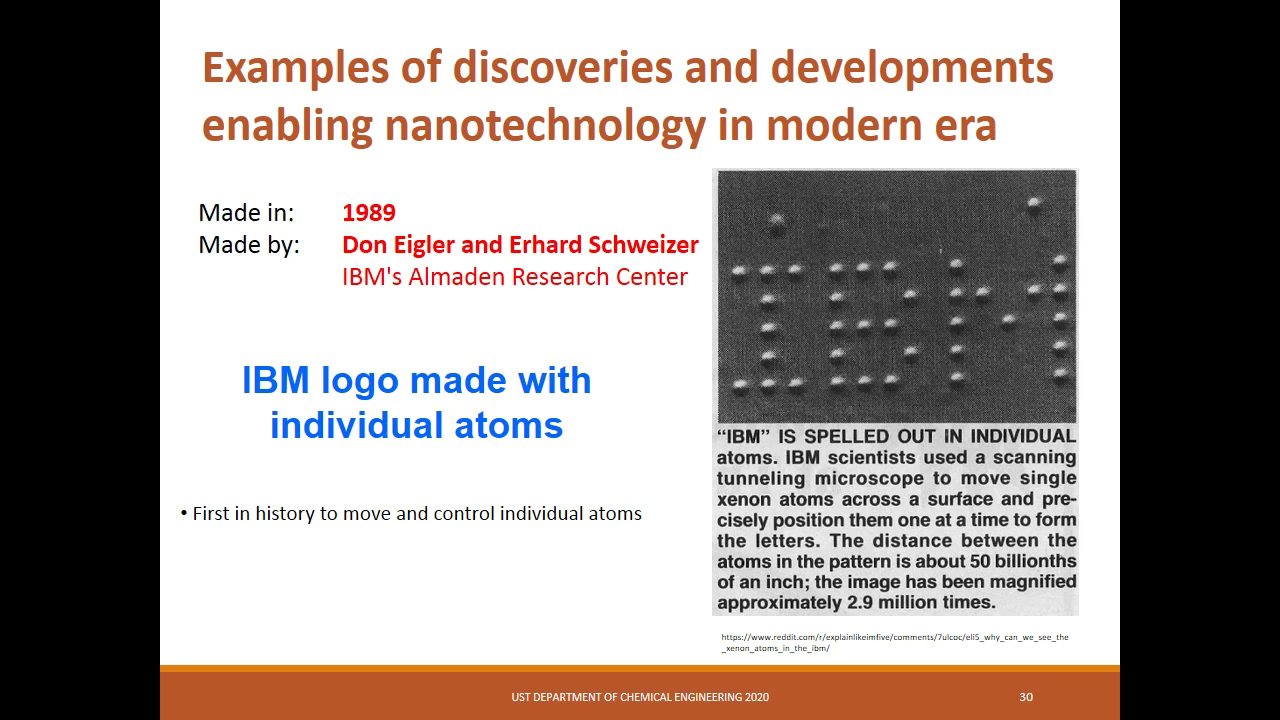 Examples of discoveries and developments
enabling nanotechnology in modern era
Made in: 1989
Made by: Don Eigler and Erhard Schweizer
IBM's Almaden Research Center
IBM logo made with
individual atoms
• First in history to move and control individual atoms
IBM
“IBM” IS SPELLED OUT IN INDIVIDUAL
atoms. IBM scientists used a scanning
tunneling microscope to move single
xenon atoms across a surface and pre-
cisely position them one at a time to form
the letters. The distance between the
atoms in the pattern is about 50 billionths
of an inch; the image has been magnified
approximately 2.9 million times.
https://www.reddit.com/r/explainlikeimfive/comments/7ulcoc/eli5_why_can_we_see_the
_xenon_atoms_in_the_ibm/
UST DEPARTMENT OF CHEMICAL ENGINEERING 2020
30